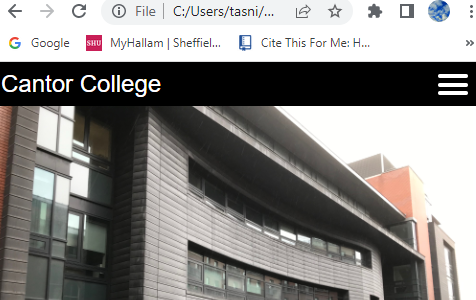 File | C:/Users/tasni/...
Google SHU MyHallam | Sheffiel... Cite This For Me: H... »
Cantor College